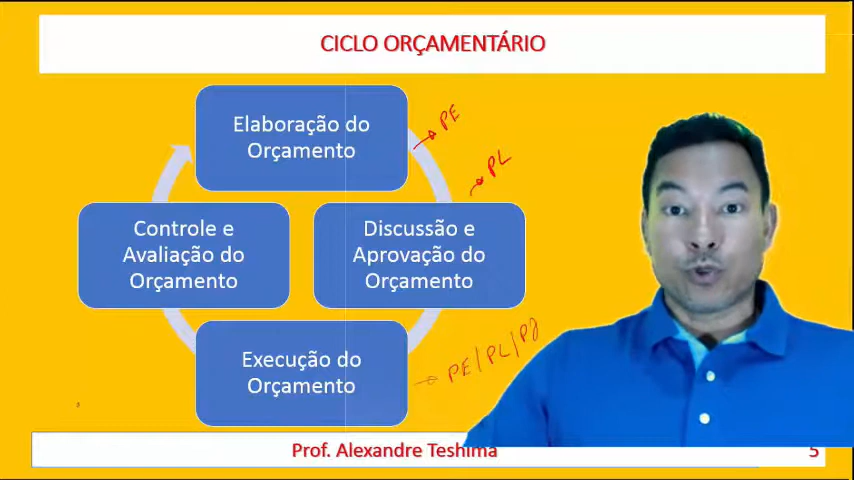 CICLO ORÇAMENTÁRIO
Elaboração do
Orçamento
PE
PL
Controle e
Avaliação do
Orçamento
Discussão e
Aprovação do
Orçamento
Execução do
Orçamento
PE/PL/PJ
Prof. Alexandre Teshima
5